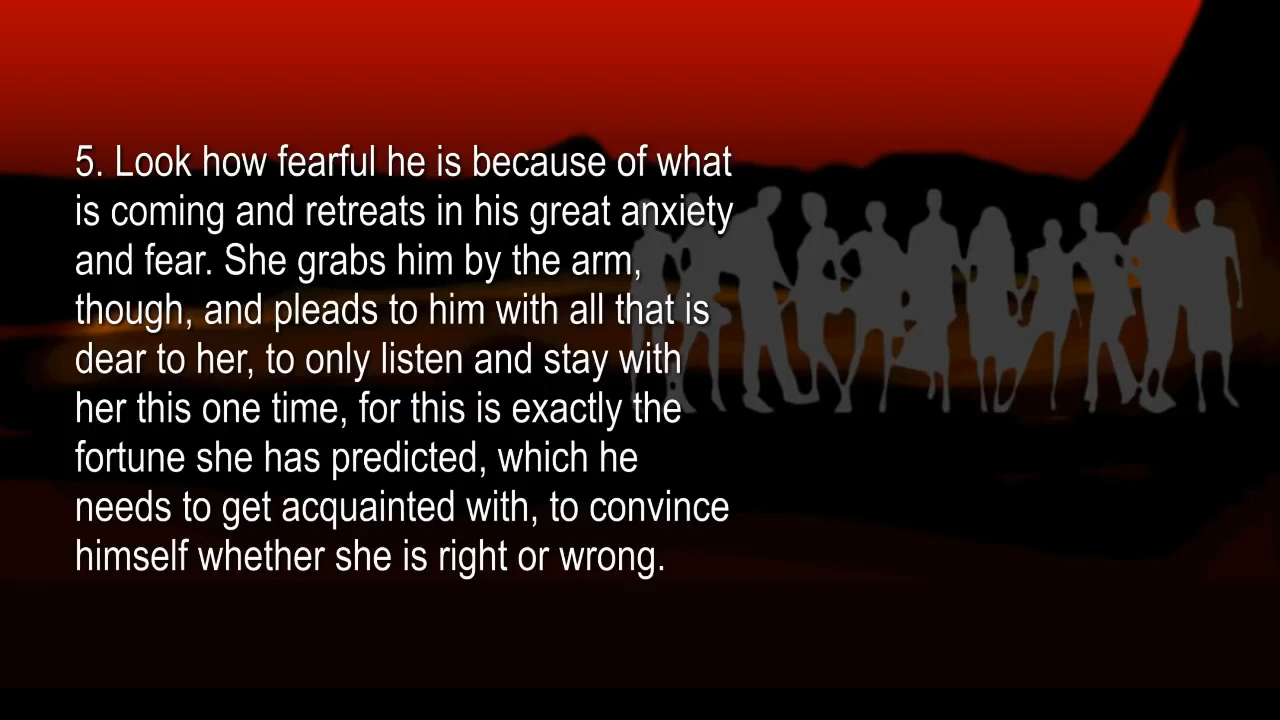 5. Look how fearful he is because of what
is coming and retreats in his great anxiety
and fear. She grabs him by the arm,
though, and pleads to him with all that is
dear to her, to only listen and stay with
her this one time, for this is exactly the
fortune she has predicted, which he
needs to get acquainted with, to convince
himself whether she is right or wrong.